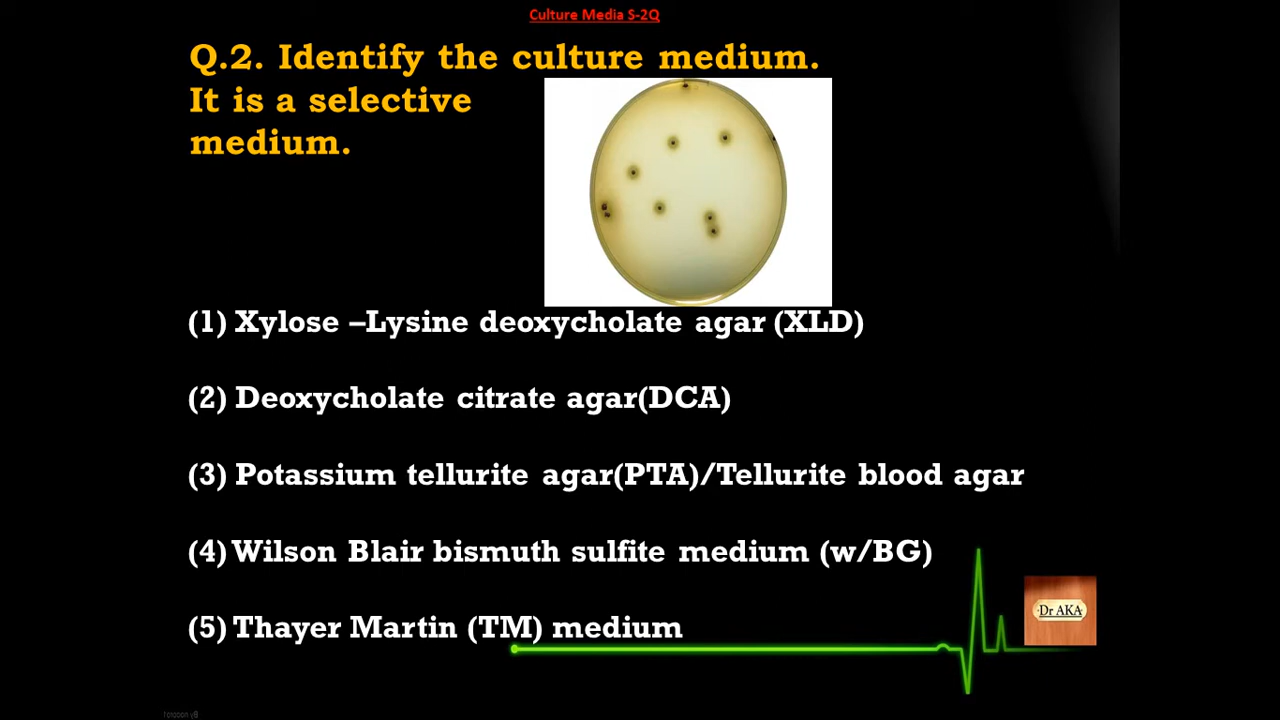 Culture Media S-2Q
Q.2. Identify the culture medium.
It is a selective
medium.
(1) Xylose –Lysine deoxycholate agar (XLD)
(2) Deoxycholate citrate agar(DCA)
(3) Potassium tellurite agar(PTA)/Tellurite blood agar
(4) Wilson Blair bismuth sulfite medium (w/BG)
(5) Thayer Martin (TM) medium
Dr AKA